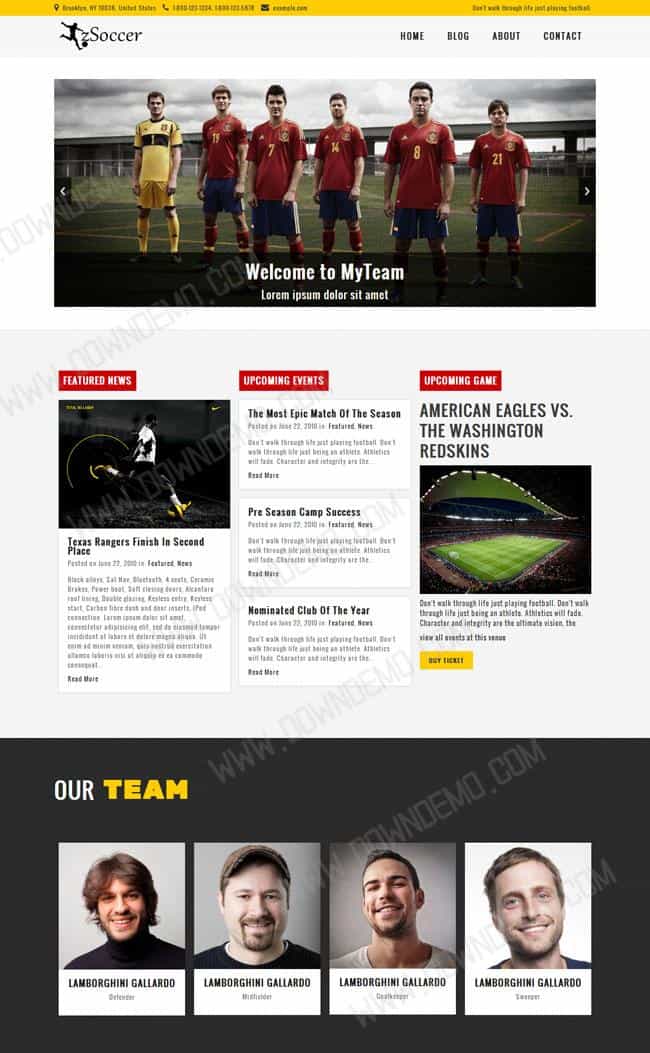 Brooklyn, NY 10036, United States 1.800-123-1234, 1.800-123-5678 example.com
Don't walk through life just playing football
zSoccer
HOME BLOG ABOUT CONTACT
7
14
8
21
Welcome to MyTeam
Lorem ipsum dolor sit amet
FEATURED NEWS
Texas Rangers Finish In Second
Place
Posted on June 22, 2010 in Featured, News
Black alloys, Sat Nav, Bluetooth, 4 seats, Ceramic
Brakes, Power boot, Soft closing doors, Alcantara
roof lining, Double glazing, Keyless entry, Keyless
start, Carbon fibre dash and door inserts, iPod
connection Lorem ipsum dolor sit amet,
consectetur adipisicing elit, sed do eiusmod tempor
incididunt ut labore et dolore magna aliqua. Ut
enim ad minim veniam, quis nostrud exercitation
ullamco laboris nisi ut aliquip ex ea commodo
consequat...
Read More
UPCOMING EVENTS
The Most Epic Match Of The Season
Posted on June 22, 2010 in Featured, News
Don't walk through life just playing football. Don't
walk through life just being an athlete. Athletics
will fade. Character and integrity are the...
Read More
Pre Season Camp Success
Posted on June 22, 2010 in Featured, News
Don't walk through life just playing football. Don't
walk through life just being an athlete. Athletics
will fade. Character and integrity are the...
Read More
Nominated Club Of The Year
Posted on June 22, 2010 in Featured, News
Don't walk through life just playing football. Don't
walk through life just being an athlete. Athletics
will fade. Character and integrity are the...
Read More
UPCOMING GAME
AMERICAN EAGLES VS.
THE WASHINGTON
REDSKINS
Don't walk through life just playing football. Don't walk
through life just being an athlete. Athletics will fade.
Character and integrity are the ultimate vision, the
view all events at this venue
BUY TICKET
OUR TEAM
LAMBORGHINI GALLARDO
Defender
LAMBORGHINI GALLARDO
Midfielder
LAMBORGHINI GALLARDO
Goalkeeper
LAMBORGHINI GALLARDO
Sweeper
WWW.DOWNDEMO.COM